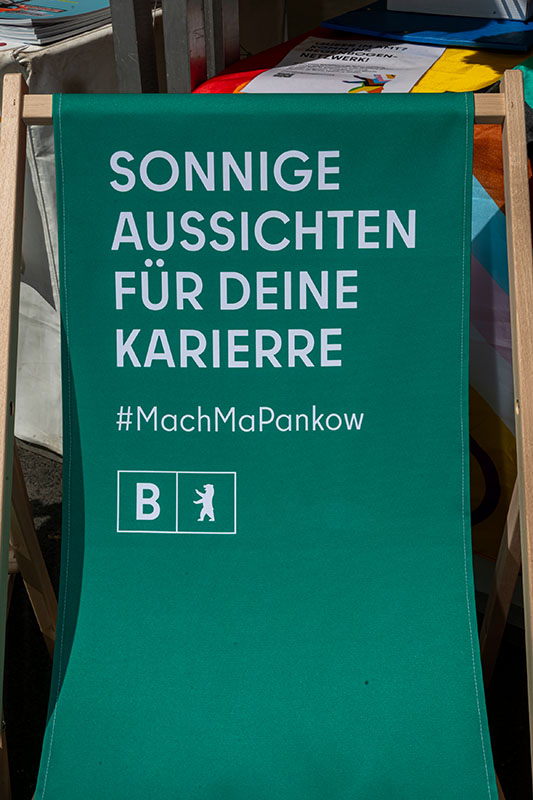 SONNIGE
AUSSICHTEN
FÜR DEINE
KARIERRE
#MachMaPankow
B